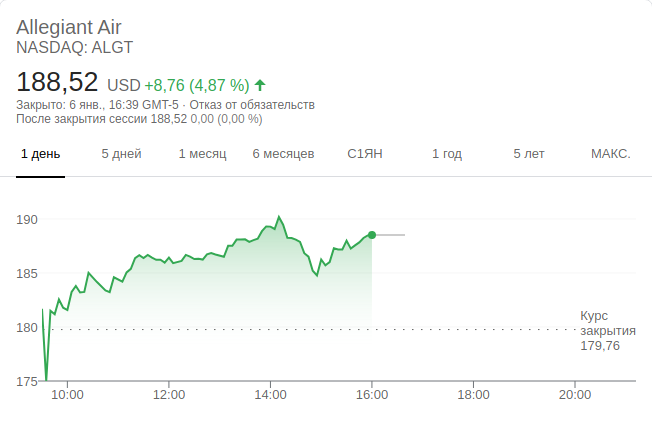 Allegiant Air
NASDAQ: ALGT
188,52 USD +8,76 (4,87 %)
Закрыто: 6 янв., 16:39 GMT-5 · Отказ от обязательств
После закрытия сессии 188,52 0,00 (0,00 %)
1 день 5 дней 1 месяц 6 месяцев С1ЯН 1 год 5 лет МАКС.
190
185
180
175
Курс
закрытия
179,76
10:00 12:00 14:00 16:00 18:00 20:00